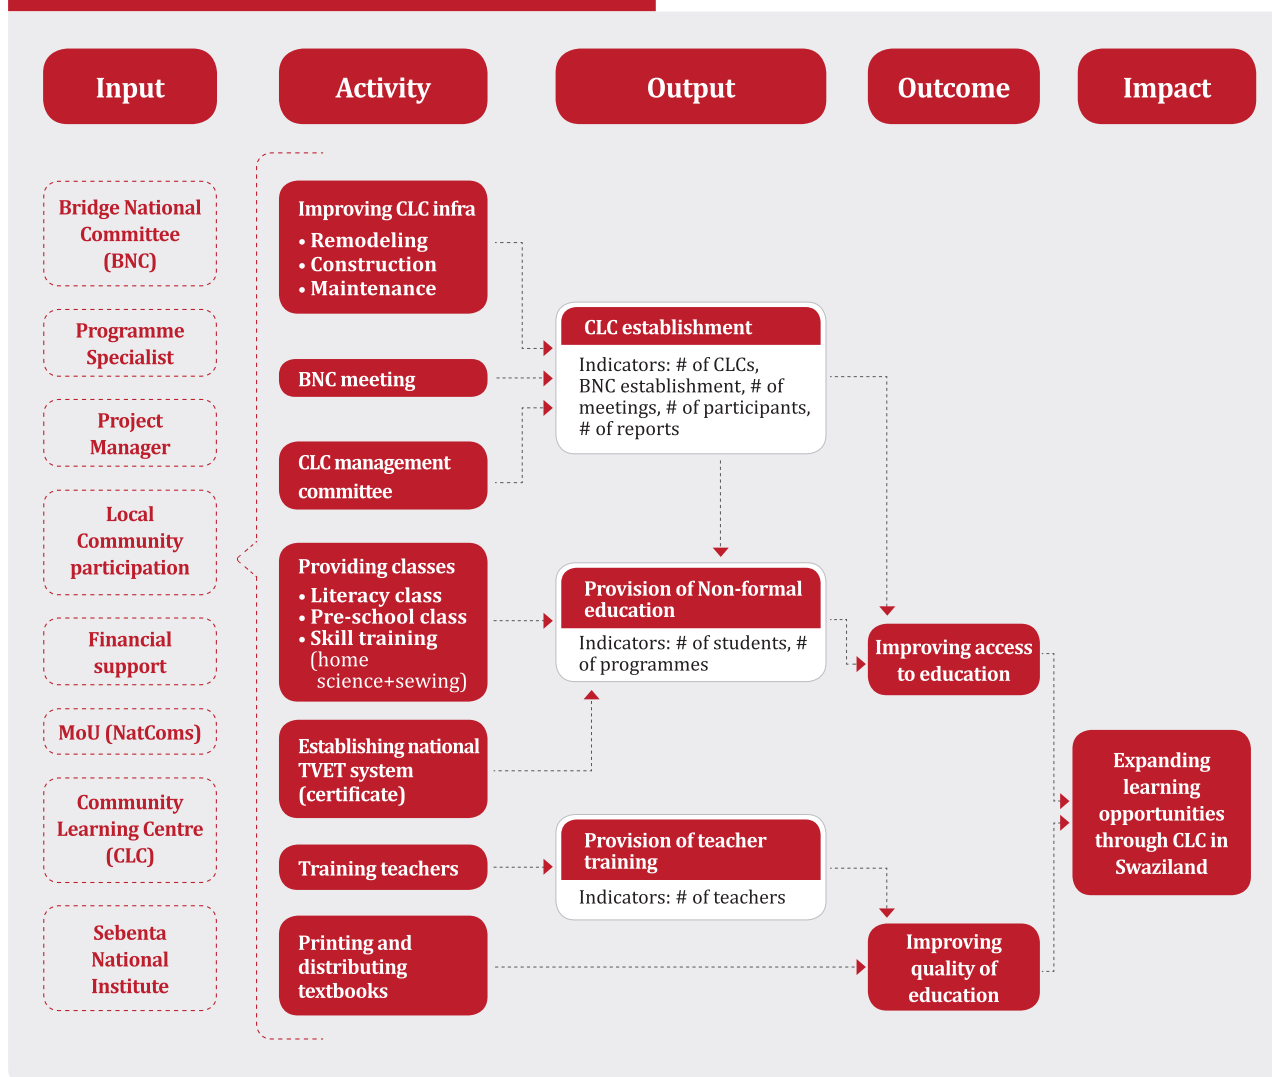 Input
Activity
Output
Outcome
Impact
Bridge National
Committee
(BNC)
Programme
Specialist
Project
Manager
Local
Community
participation
Financial
support
MoU (NatComs)
Community
Learning Centre
(CLC)
Sebenta
National
Institute
Improving CLC infra
• Remodeling
• Construction
• Maintenance
BNC meeting
CLC management
committee
Providing classes
• Literacy class
• Pre-school class
• Skill training
(home
science+sewing)
Establishing national
TVET system
(certificate)
Training teachers
Printing and
distributing
textbooks
CLC establishment
Indicators: # of CLCs,
BNC establishment, # of
meetings, # of participants,
# of reports
Provision of Non-formal
education
Indicators: # of students, #
of programmes
Provision of teacher
training
Indicators: # of teachers
Improving access
to education
Improving
quality of
education
Expanding
learning
opportunities
through CLC in
Swaziland